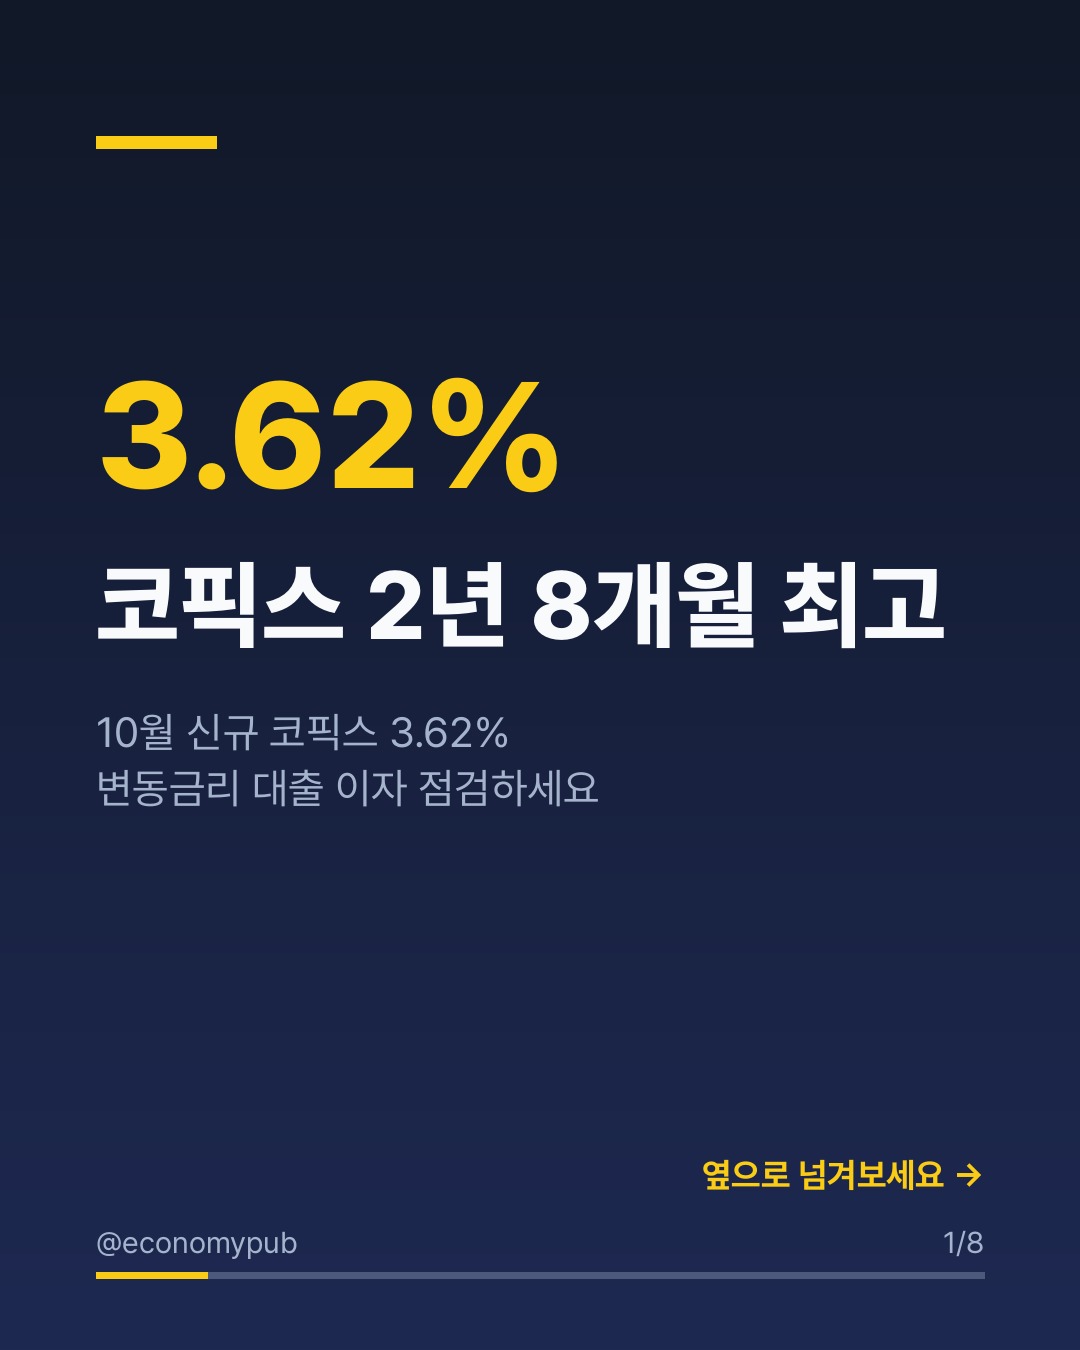 3.62%
코픽스 2년 8개월 최고
10월 신규 코픽스 3.62%
변동금리 대출 이자 점검하세요
옆으로 넘겨보세요 →
@economypub
1/8